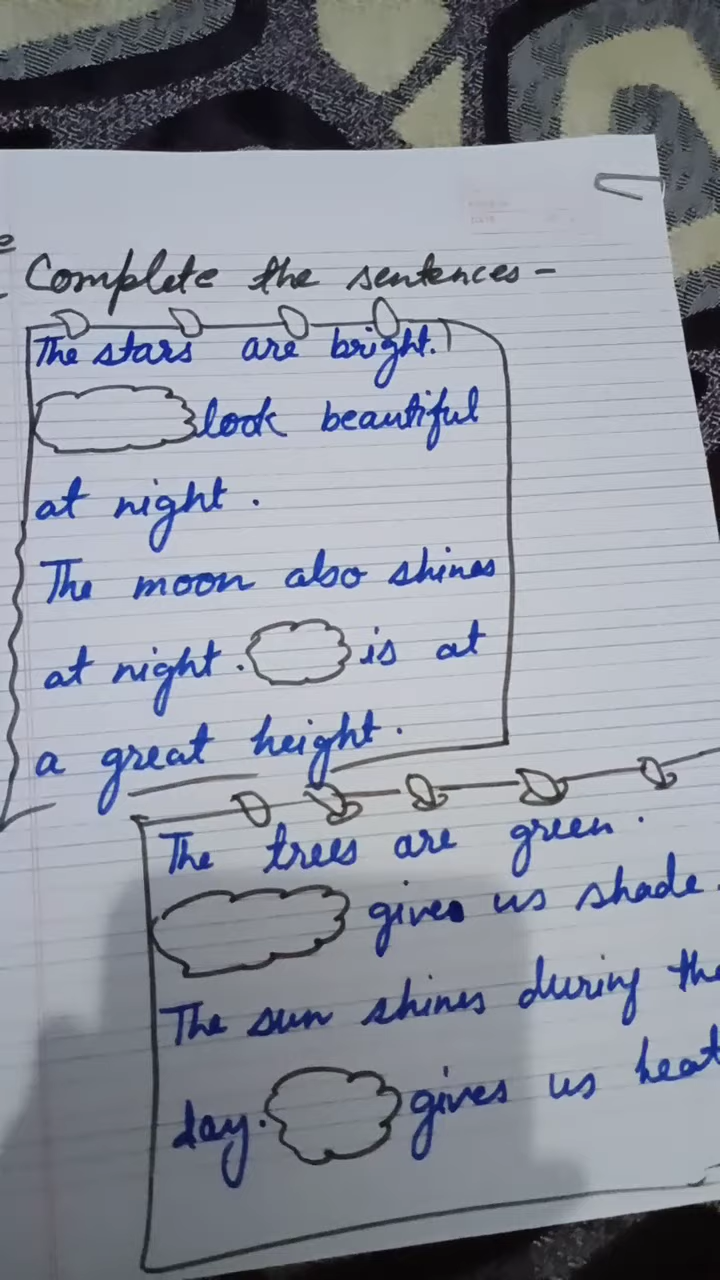 Complete the sentences-
The stars are bright.
look beautiful
at night.
The moon also shines
at night. is at
a great height.
The trees are green.
gives us shade.
The sun shines during the
day. gives us heat